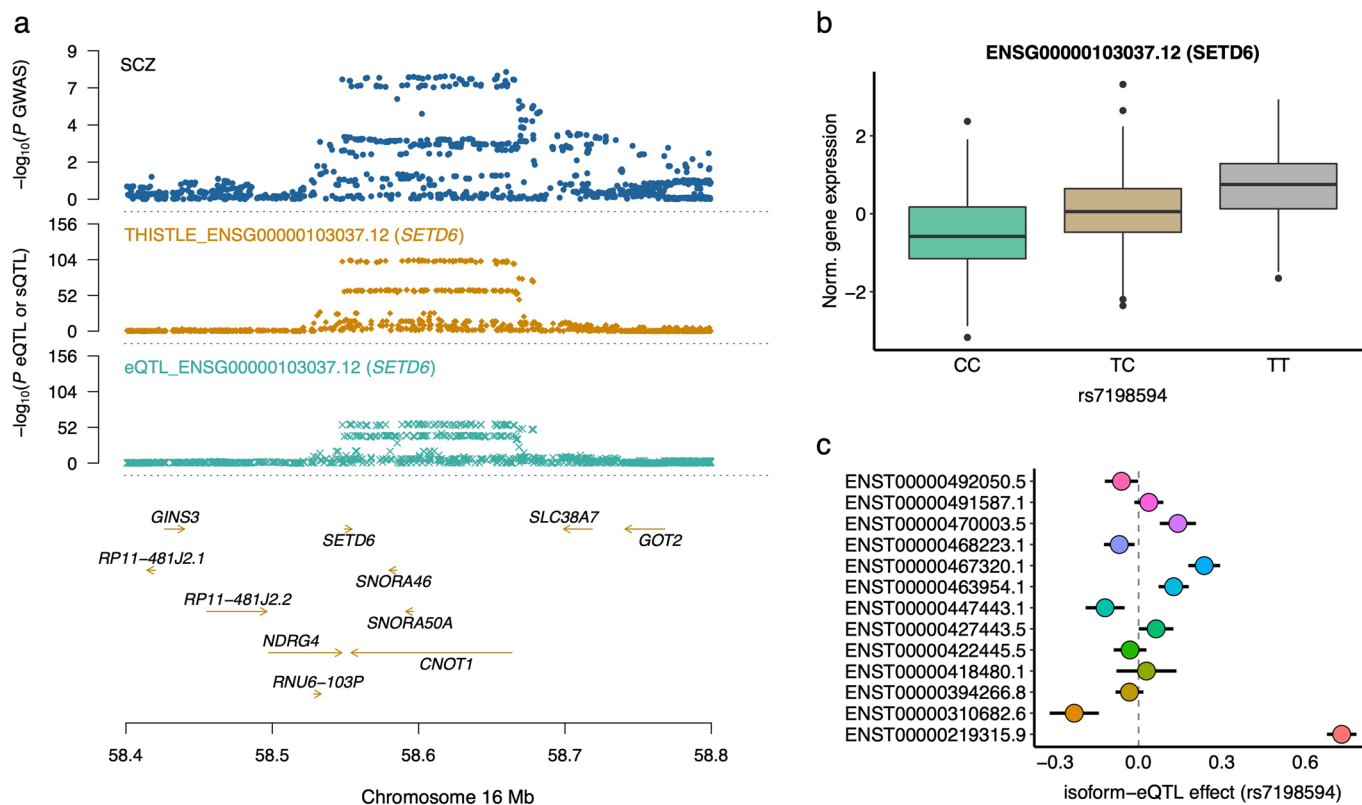 a
−log10(P GWAS)
9
7
4
2
0
SCZ
−log10(P eQTL or sQTL)
156
104
52
0
THISTLE_ENSG00000103037.12 (SETD6)
156
104
52
0
eQTL_ENSG00000103037.12 (SETD6)
GINS3
SLC38A7
SETD6
GOT2
RP11−481J2.1
SNORA46
RP11−481J2.2
SNORA50A
NDRG4
CNOT1
RNU6−103P
58.4 58.5 58.6 58.7 58.8
Chromosome 16 Mb
b
ENSG00000103037.12 (SETD6)
Norm. gene expression
2
0
−2
CC TC TT
rs7198594
c
ENST00000492050.5
ENST00000491587.1
ENST00000470003.5
ENST00000468223.1
ENST00000467320.1
ENST00000463954.1
ENST00000447443.1
ENST00000427443.5
ENST00000422445.5
ENST00000418480.1
ENST00000394266.8
ENST00000310682.6
ENST00000219315.9
−0.3 0.0 0.3 0.6
isoform−eQTL effect (rs7198594)